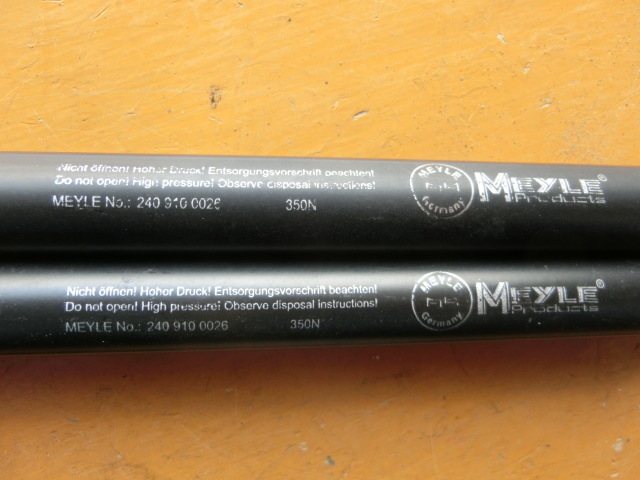 Nicht öffnen! Hoher Druck! Entsorgungsvorschrift beachten!
Do not open! High pressure! Observe disposal instructions!
MEYLE No.: 240 910 0026 350N
MEYLE
Germany
MEYLE®
Products
Nicht öffnen! Hoher Druck! Entsorgungsvorschrift beachten!
Do not open! High pressure! Observe disposal instructions!
MEYLE No.: 240 910 0026 350N
MEYLE
Germany
MEYLE®
Products